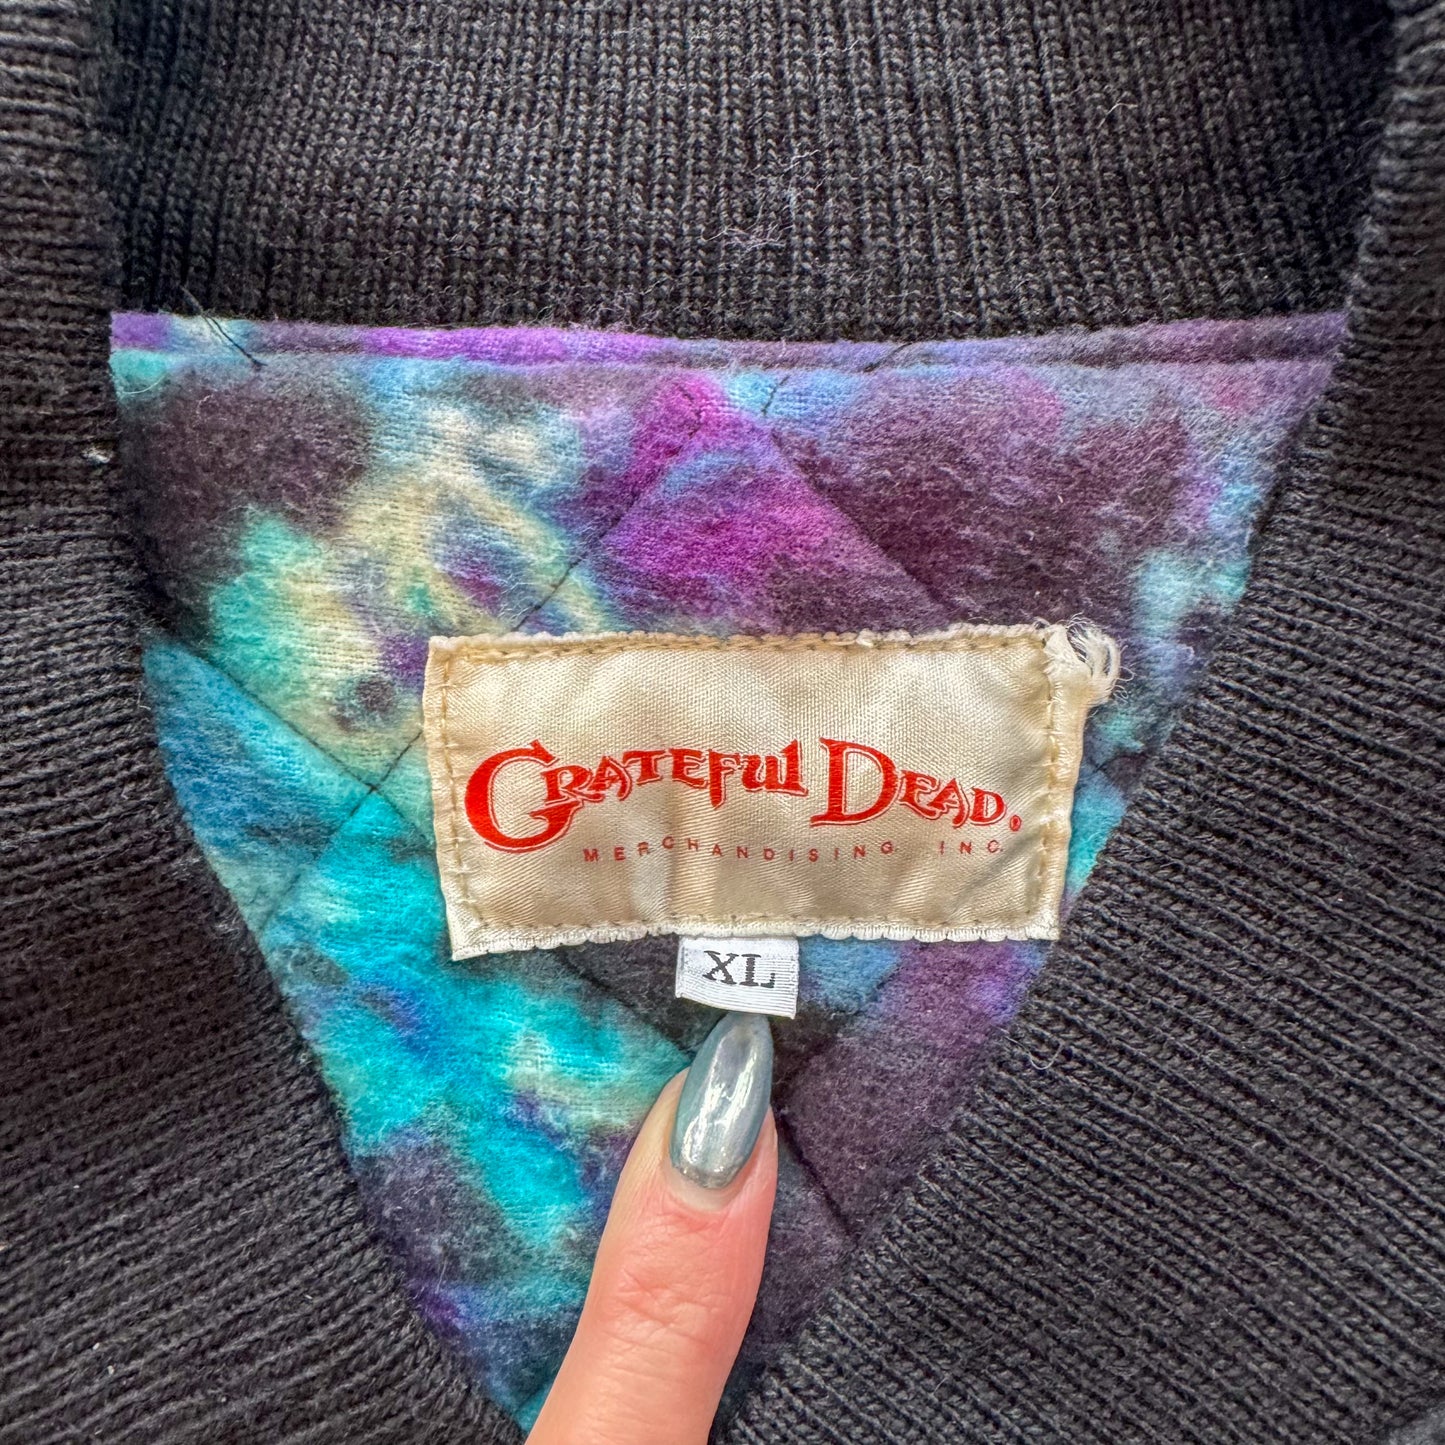 GRATEFUL DEAD®
MERCHANDISING INC.
XL